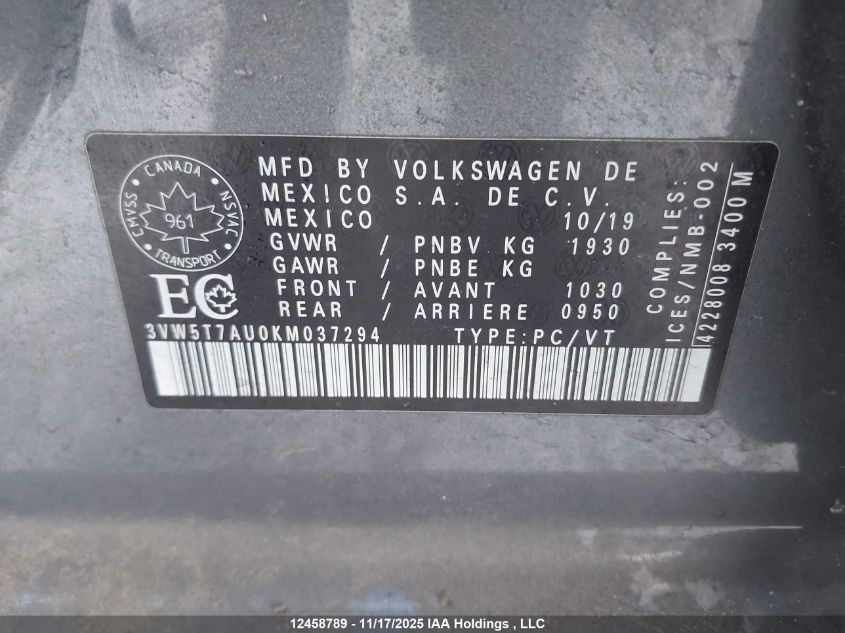 CANADA
CMVSS
NSVAC
961
TRANSPORT
EC
MFD BY VOLKSWAGEN DE
MEXICO S.A. DE C.V.
MEXICO 10/19
GVWR / PNBV KG 1930
GAWR / PNBE KG
FRONT / AVANT 1030
REAR / ARRIERE 0950
3VW5T7AU0KM037294 TYPE:PC/VT
COMPLIES:
ICES/NMB-002
4228008 3400 M
12458789 - 11/17/2025 IAA Holdings , LLC